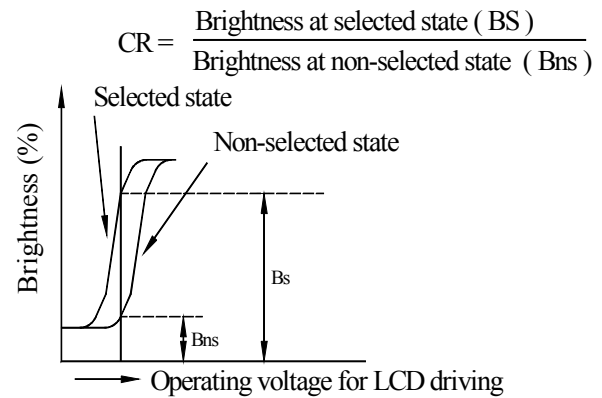 CR = Brightness at selected state ( BS )
Brightness at non-selected state ( Bns )
Selected state
Non-selected state
Brightness (%)
Bs
Bns
Operating voltage for LCD driving